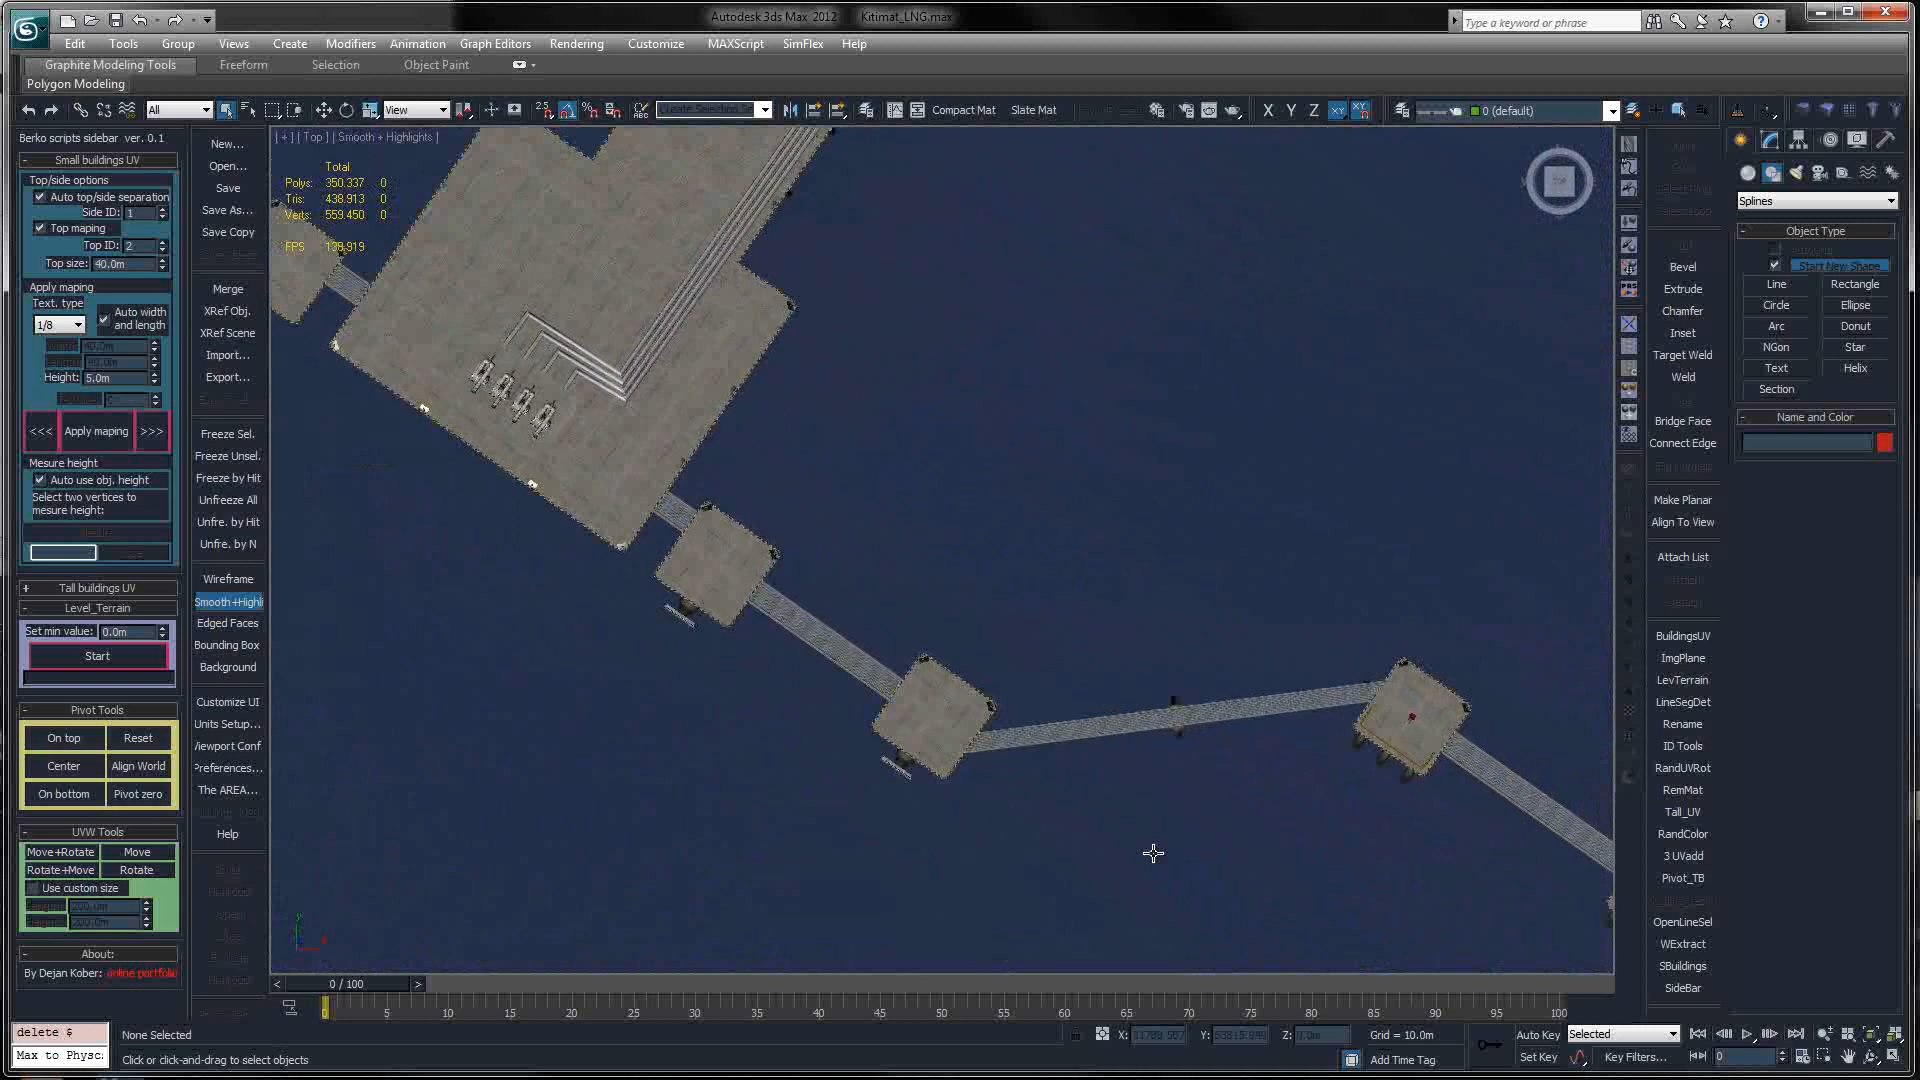 Autodesk 3ds Max 2012 Kitimat_LNG.max
Type a keyword or phrase
Edit Tools Group Views Create Modifiers Animation Graph Editors Rendering Customize MAXScript SimFlex Help
Graphite Modeling Tools Freeform Selection Object Paint
Polygon Modeling
All View Compact Mat Slate Mat X Y Z XY 0 (default)
Berko scripts sidebar ver. 0.1
Small buildings UV
Top/side options
Auto top/side separation
Side ID: 1
Top maping
Top ID: 2
Top size: 40.0m
Apply maping
Text. type
1/8
Auto width
and length
Height: 5.0m
<<< Apply maping >>>
Mesure height
Auto use obj. height
Select two vertices to
mesure height:
Tall buildings UV
Level_Terrain
Set min value: 0.0m
Start
Pivot Tools
On top Reset
Center Align World
On bottom Pivot zero
UVW Tools
Move+Rotate Move
Rotate+Move Rotate
Use custom size
About:
By Dejan Kober: online portfolio
delete $
Max to Physc:
New...
Open...
Save
Save As...
Save Copy
Merge
XRef Obj.
XRef Scene
Import...
Export...
Freeze Sel.
Freeze Unsel.
Freeze by Hit
Unfreeze All
Unfre. by Hit
Unfre. by N
Wireframe
Smooth+Highli
Edged Faces
Bounding Box
Background
Customize UI
Units Setup...
Viewport Conf.
Preferences...
The AREA...
Help
[ + ] [ Top ] [ Smooth + Highlights ]
Total
Polys: 350.337 0
Tris: 438.913 0
Verts: 559.450 0
FPS 139.919
Bevel
Extrude
Chamfer
Inset
Target Weld
Weld
Bridge Face
Connect Edge
Make Planar
Align To View
Attach List
BuildingsUV
ImgPlane
LevTerrain
LineSegDet
Rename
ID Tools
RandUVRot
RemMat
Tall_UV
RandColor
3 UVadd
Pivot_TB
OpenLineSel
WExtract
SBuildings
SideBar
Splines
Object Type
Start New Shape
Line Rectangle
Circle Ellipse
Arc Donut
NGon Star
Text Helix
Section
Name and Color
< 0 / 100 >
0 5 10 15 20 25 30 35 40 45 50 55 60 65 70 75 80 85 90 95 100
None Selected X: Y: Z: Grid = 10.0m Auto Key Selected
Click or click-and-drag to select objects Add Time Tag Set Key Key Filters... 0